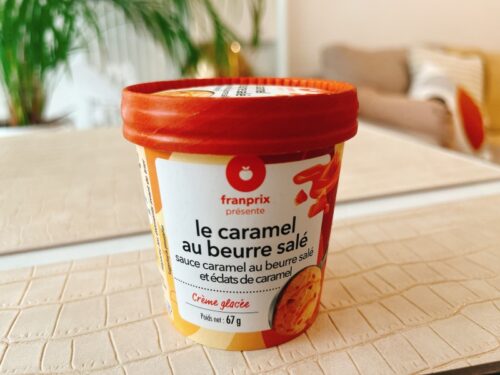 franprix
présente
le caramel
au beurre salé
sauce caramel au beurre salé
et éclats de caramel
Crème glacée
Poids net : 67 g